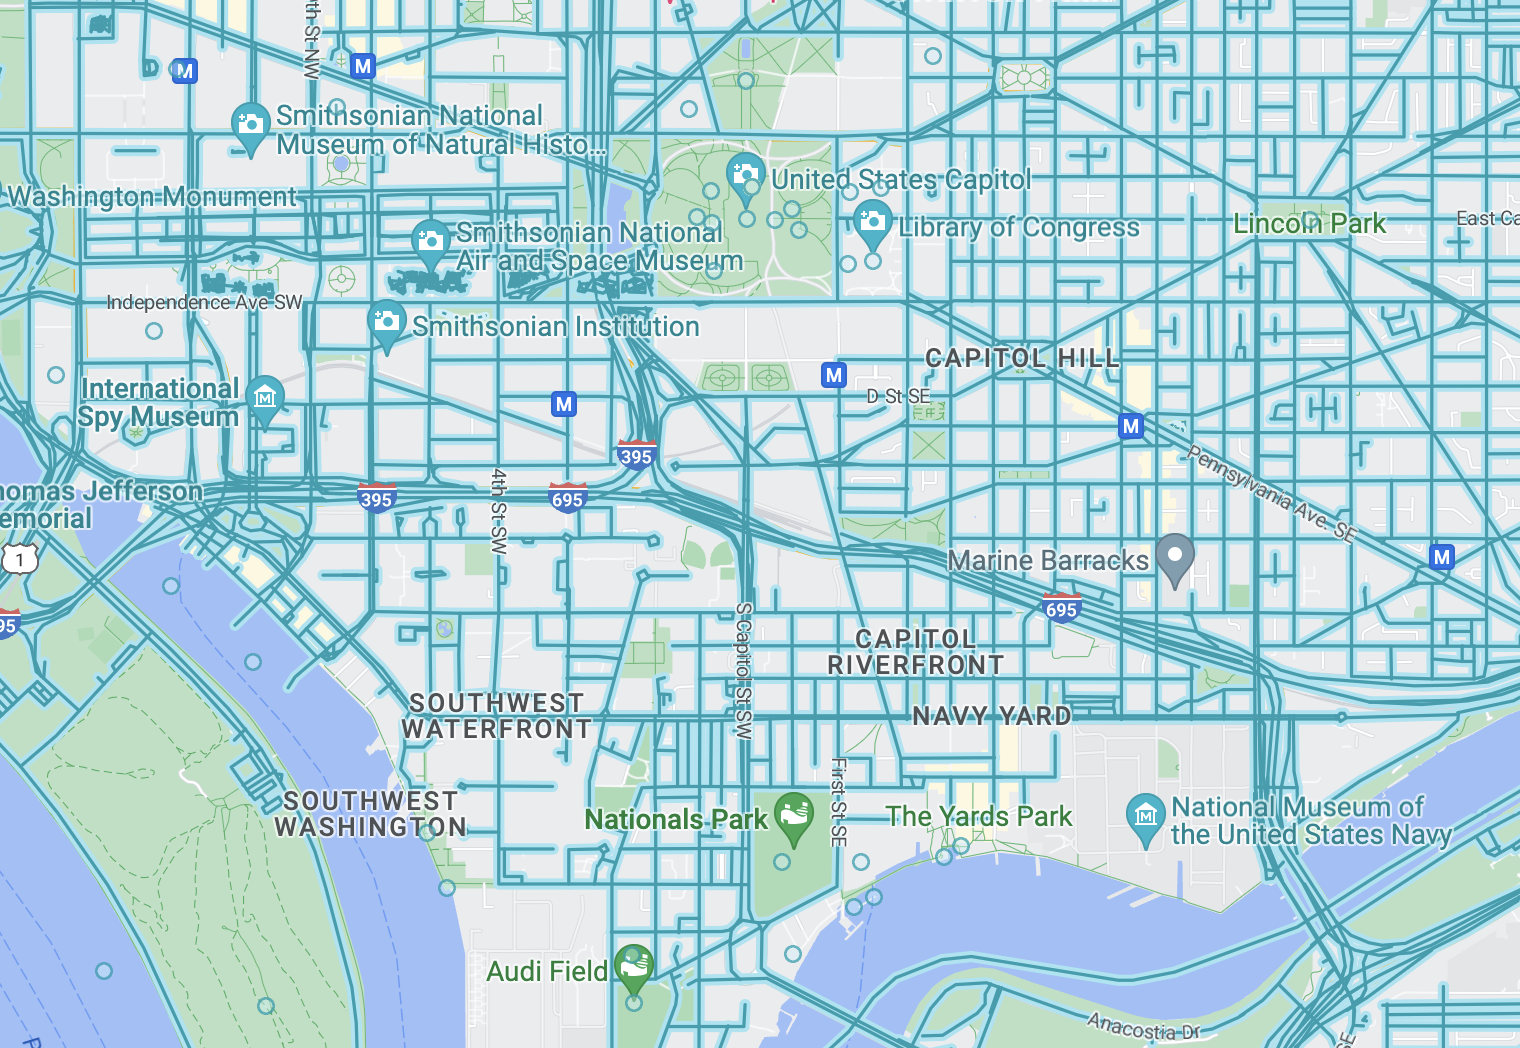 th St NW
M
M
Smithsonian National
Museum of Natural Histo...
Washington Monument
United States Capitol
Library of Congress
Lincoln Park
East Ca
Smithsonian National
Air and Space Museum
Independence Ave SW
Smithsonian Institution
CAPITOL HILL
M
International
Spy Museum
M
D St SE
M
395
Pennsylvania Ave. SE
homas Jefferson
emorial
395
4th St SW
695
1
Marine Barracks
M
95
695
S Capitol St SW
CAPITOL
RIVERFRONT
SOUTHWEST
WATERFRONT
NAVY YARD
First St SE
SOUTHWEST
WASHINGTON
Nationals Park
The Yards Park
National Museum of
the United States Navy
Audi Field
Anacostia Dr
SE
P